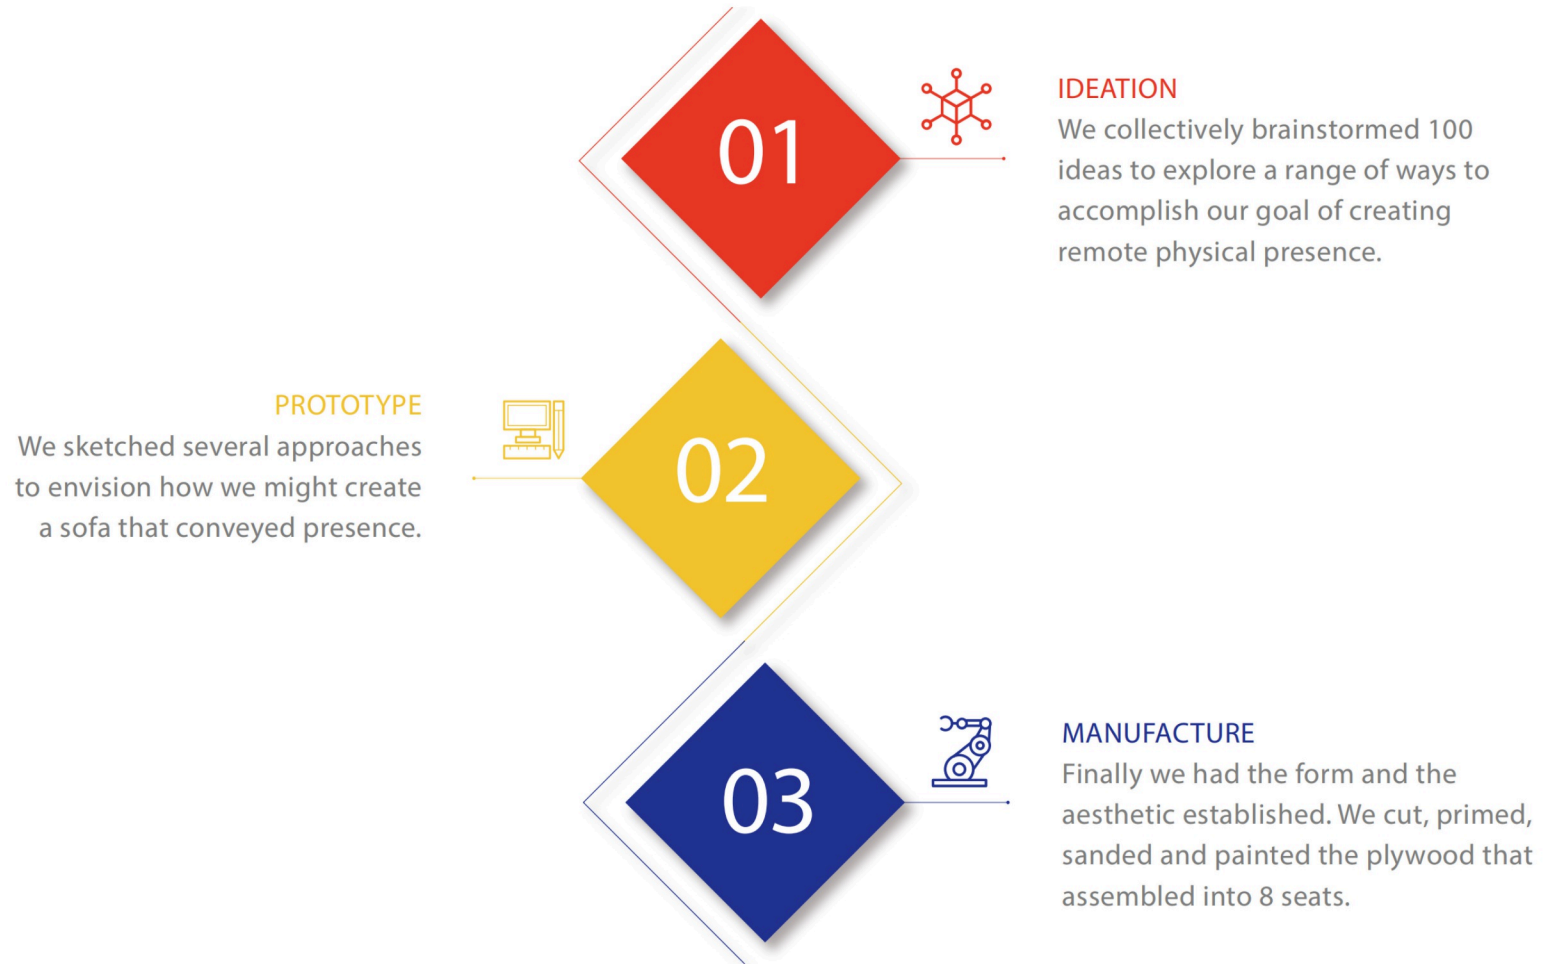 01
IDEATION
We collectively brainstormed 100
ideas to explore a range of ways to
accomplish our goal of creating
remote physical presence.
02
PROTOTYPE
We sketched several approaches
to envision how we might create
a sofa that conveyed presence.
03
MANUFACTURE
Finally we had the form and the
aesthetic established. We cut, primed,
sanded and painted the plywood that
assembled into 8 seats.